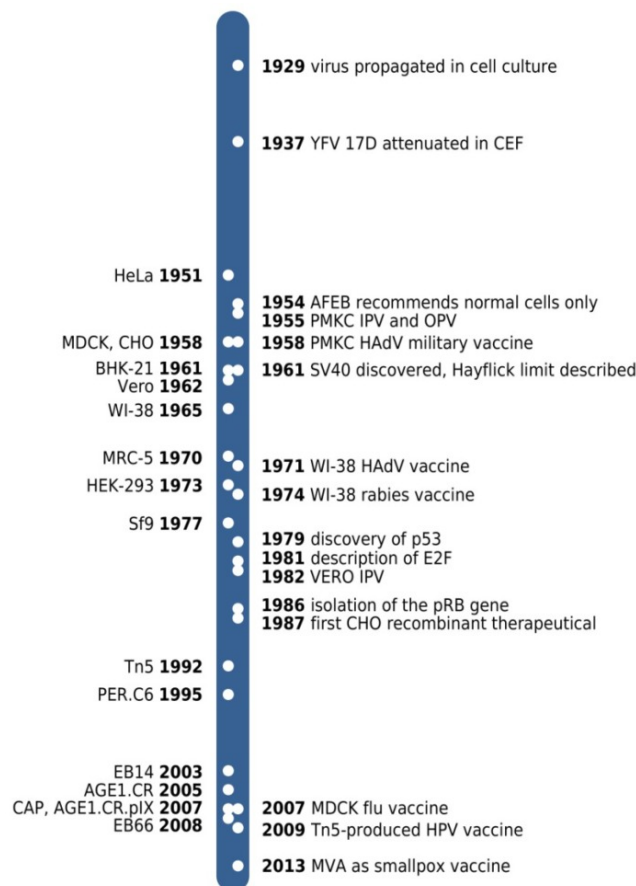 1929 virus propagated in cell culture
1937 YFV 17D attenuated in CEF
HeLa 1951
1954 AFEB recommends normal cells only
1955 PMKC IPV and OPV
MDCK, CHO 1958
1958 PMKC HAdV military vaccine
BHK-21 1961
1961 SV40 discovered, Hayflick limit described
Vero 1962
WI-38 1965
MRC-5 1970
1971 WI-38 HAdV vaccine
HEK-293 1973
1974 WI-38 rabies vaccine
Sf9 1977
1979 discovery of p53
1981 description of E2F
1982 VERO IPV
1986 isolation of the pRB gene
1987 first CHO recombinant therapeutical
Tn5 1992
PER.C6 1995
EB14 2003
AGE1.CR 2005
CAP, AGE1.CR.pIX 2007
2007 MDCK flu vaccine
EB66 2008
2009 Tn5-produced HPV vaccine
2013 MVA as smallpox vaccine